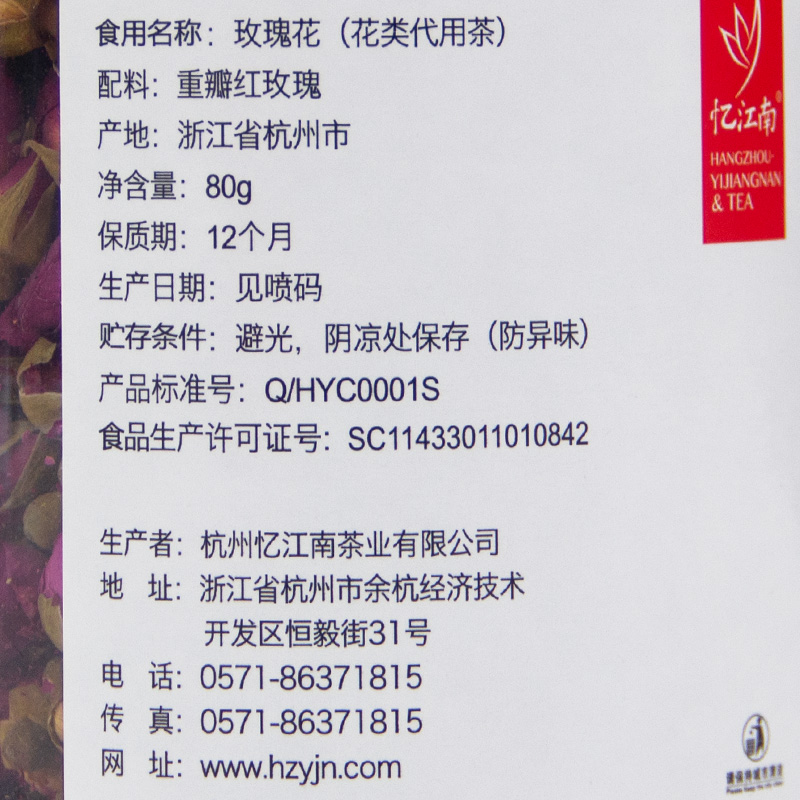 食用名称：玫瑰花（花类代用茶）
配料：重瓣红玫瑰
产地：浙江省杭州市
净含量：80g
保质期：12个月
生产日期：见喷码
贮存条件：避光，阴凉处保存（防异味）
产品标准号：Q/HYC0001S
食品生产许可证号：SC11433011010842
生产者：杭州忆江南茶业有限公司
地 址：浙江省杭州市余杭经济技术
开发区恒毅街31号
电 话：0571-86371815
传 真：0571-86371815
网 址：www.hzyjn.com
忆江南®
HANGZHOU·
YIJIANGNAN
& TEA